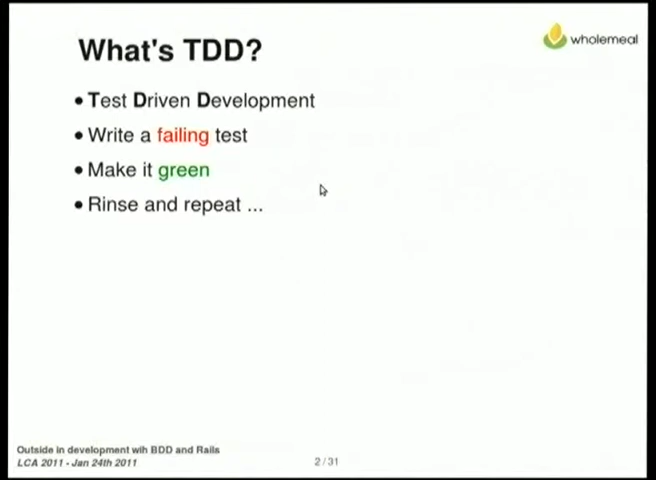 What's TDD?
wholemeal
• Test Driven Development
• Write a failing test
• Make it green
• Rinse and repeat ...
Outside in development wih BDD and Rails
LCA 2011 - Jan 24th 2011
2 / 31